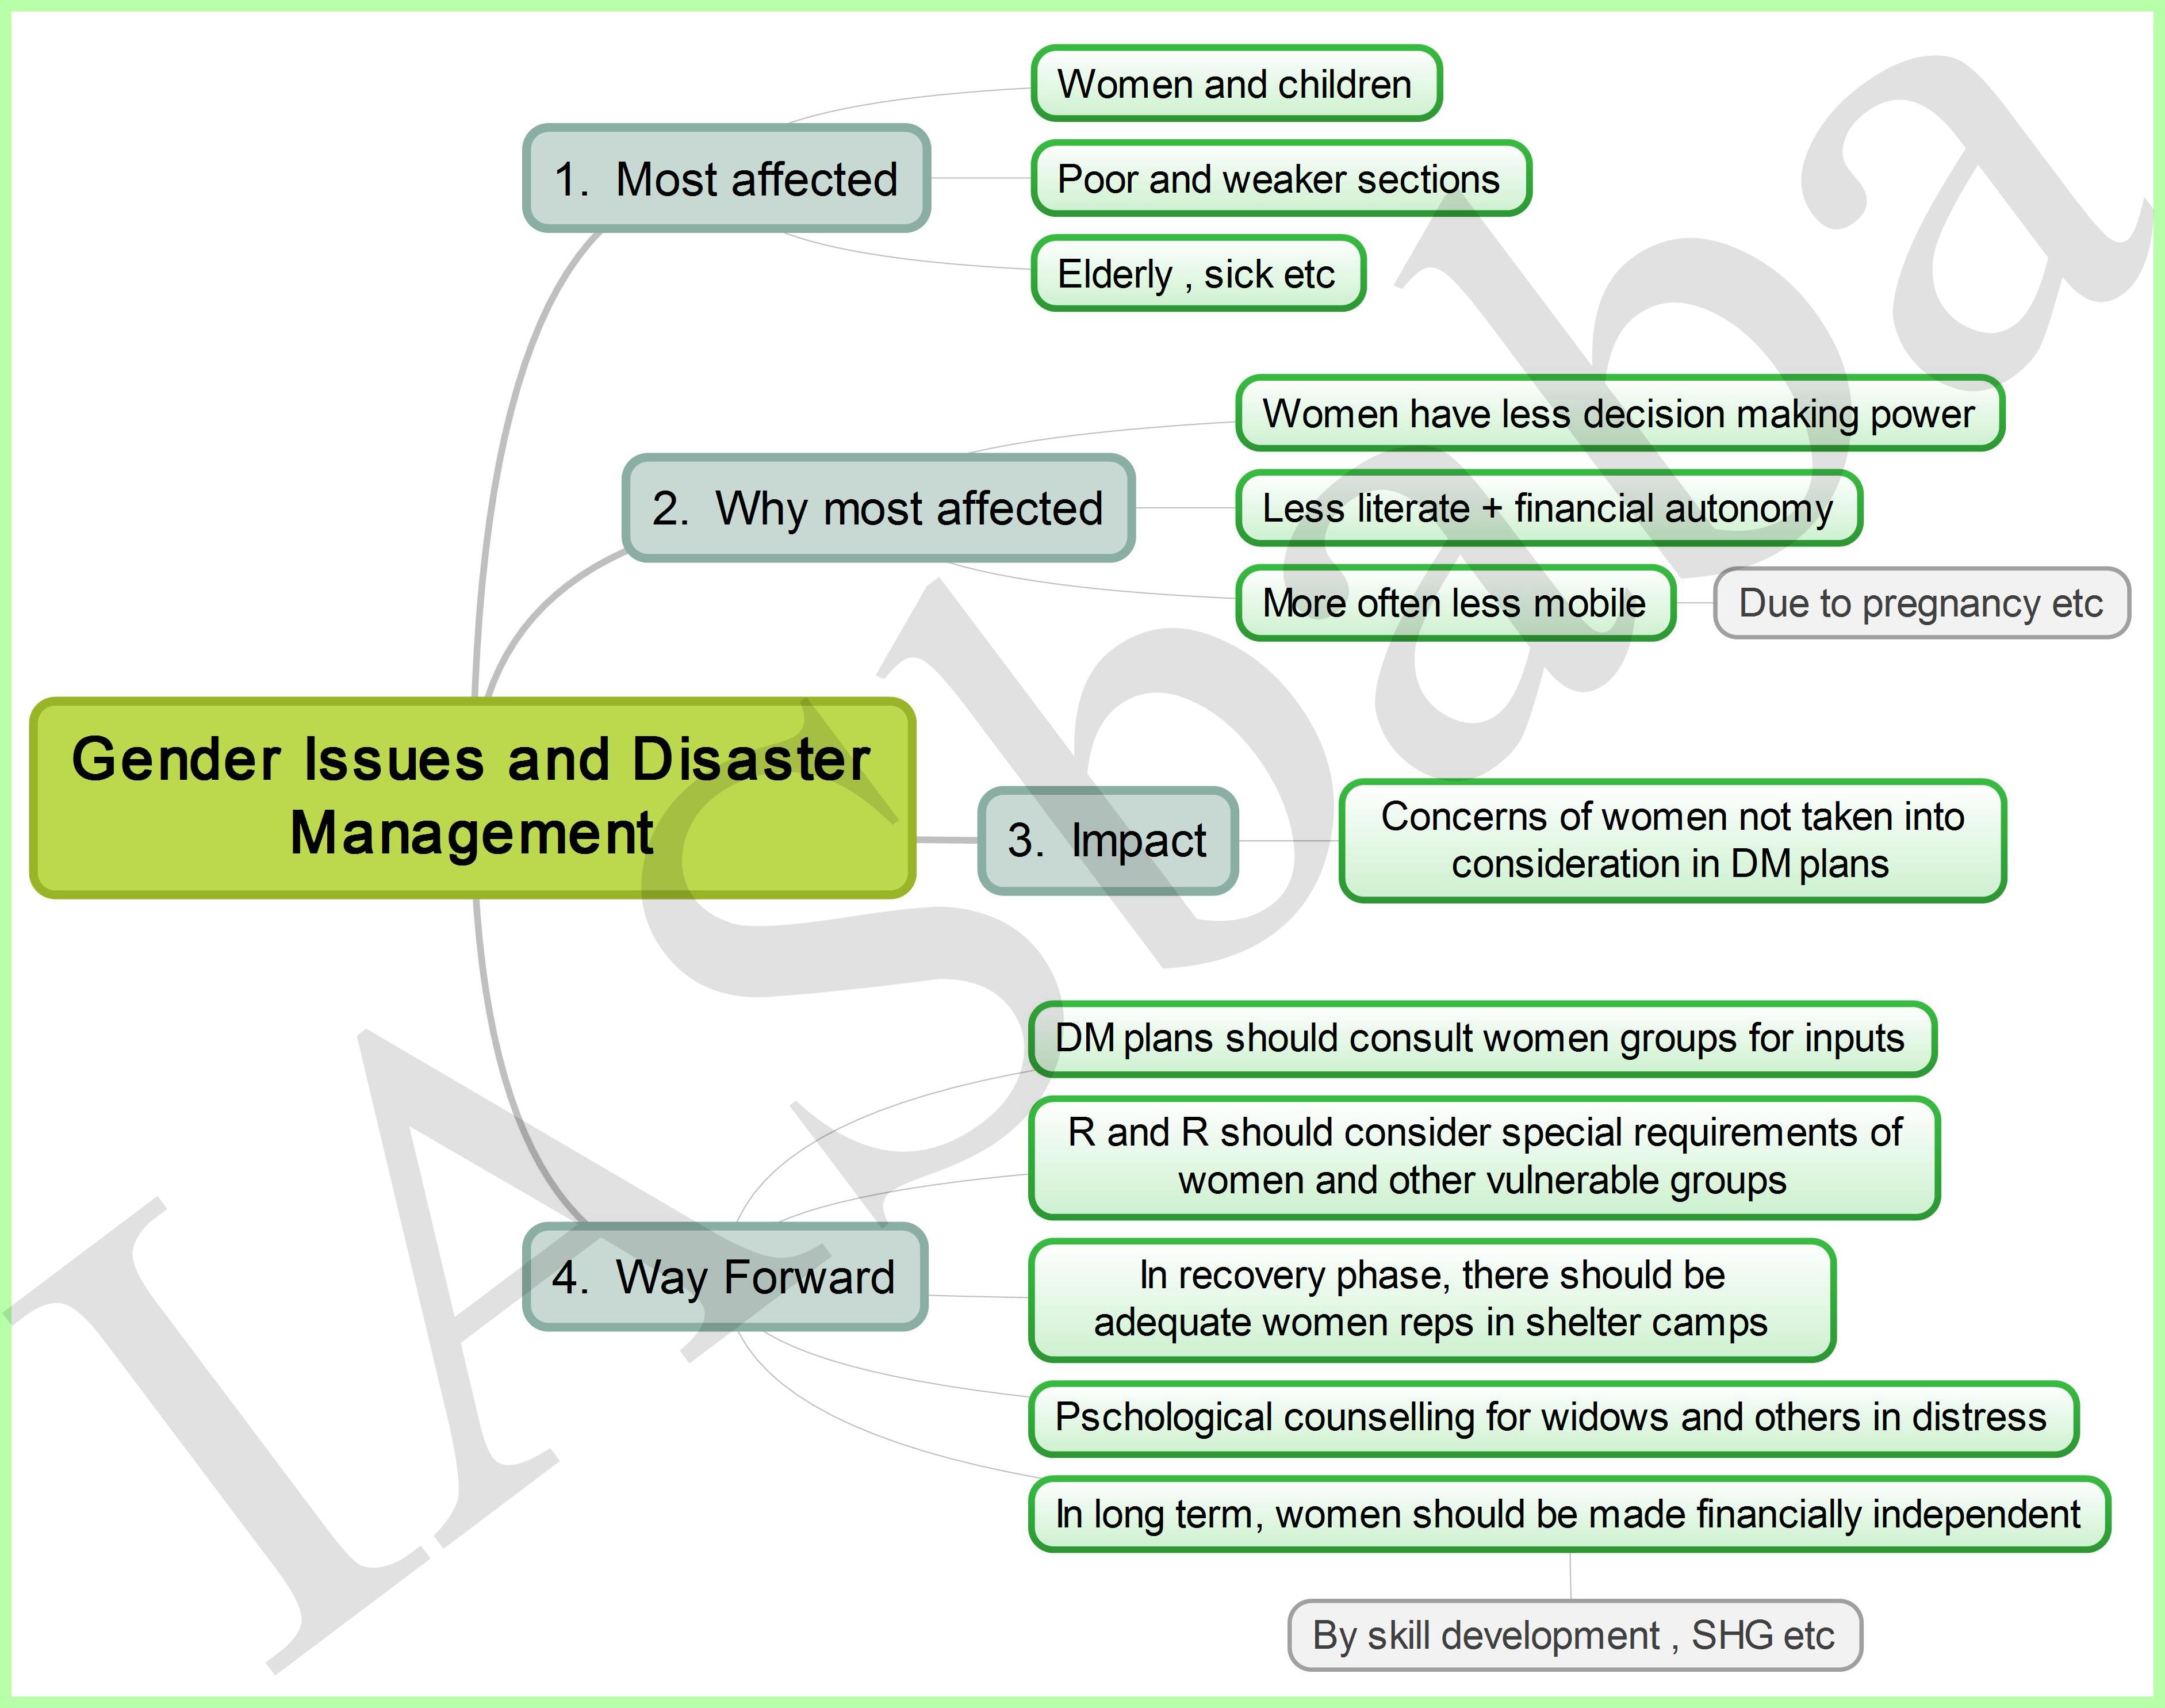 Women and children
1. Most affected
Poor and weaker sections
Elderly , sick etc
Women have less decision making power
2. Why most affected
Less literate + financial autonomy
More often less mobile
Due to pregnancy etc
Gender Issues and Disaster
Management
3. Impact
Concerns of women not taken into
consideration in DM plans
DM plans should consult women groups for inputs
R and R should consider special requirements of
women and other vulnerable groups
4. Way Forward
In recovery phase, there should be
adequate women reps in shelter camps
Pschological counselling for widows and others in distress
In long term, women should be made financially independent
By skill development , SHG etc
IASbaba